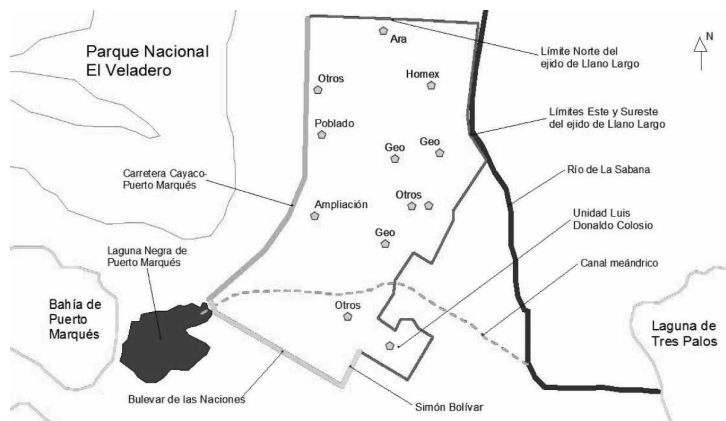 Parque Nacional
El Veladero
Ara
Límite Norte del
ejido de Llano Largo
N
Otros
Homex
Límites Este y Sureste
del ejido de Llano Largo
Poblado
Geo
Geo
Carretera Cayaco-
Puerto Marqués
Río de La Sabana
Ampliación
Otros
Unidad Luis
Donaldo Colosio
Geo
Laguna Negra de
Puerto Marqués
Canal meándrico
Bahía de
Puerto
Marqués
Otros
Laguna de
Tres Palos
Bulevar de las Naciones
Simón Bolívar